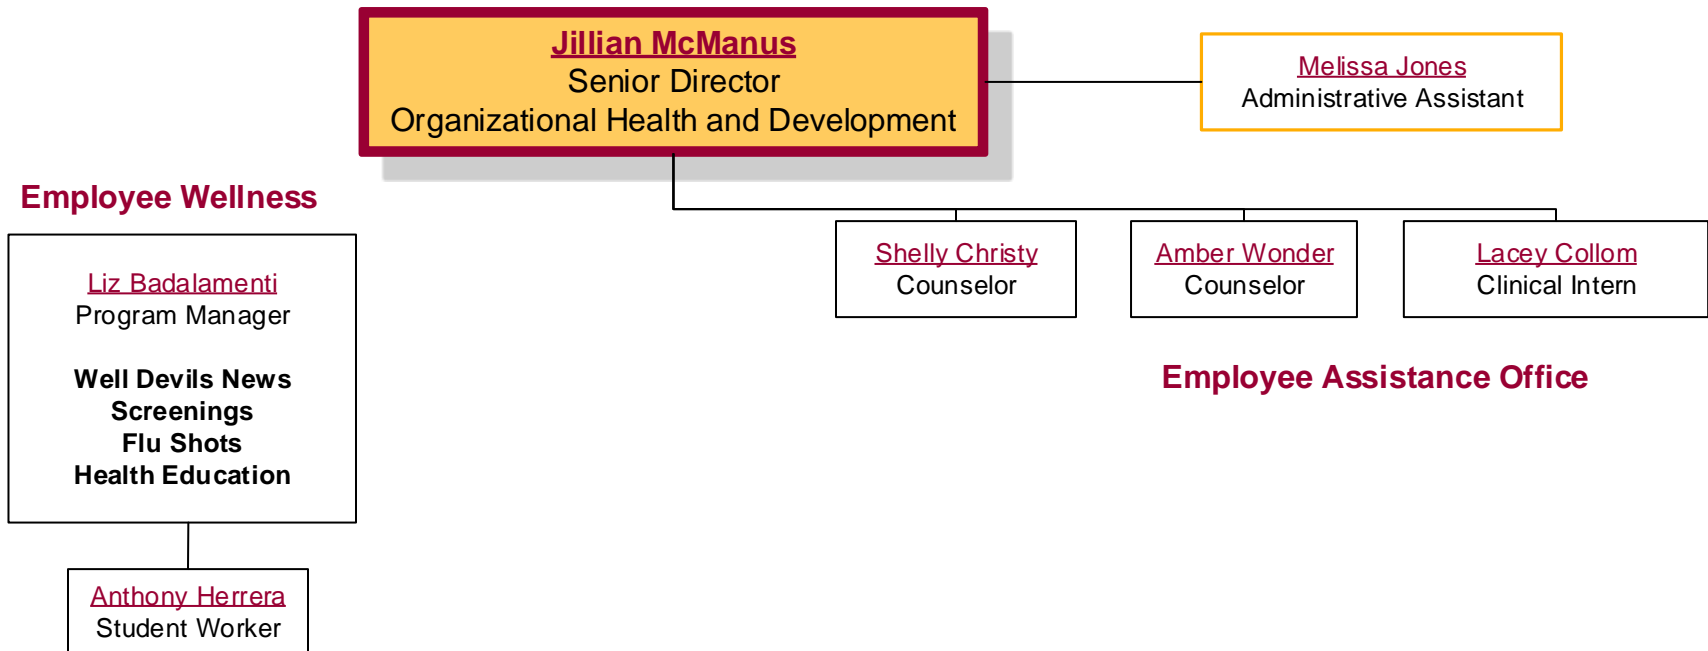 Jillian McManus
Senior Director
Organizational Health and Development
Melissa Jones
Administrative Assistant
Employee Wellness
Liz Badalamenti
Program Manager
Well Devils News
Screenings
Flu Shots
Health Education
Anthony Herrera
Student Worker
Shelly Christy
Counselor
Amber Wonder
Counselor
Lacey Collom
Clinical Intern
Employee Assistance Office